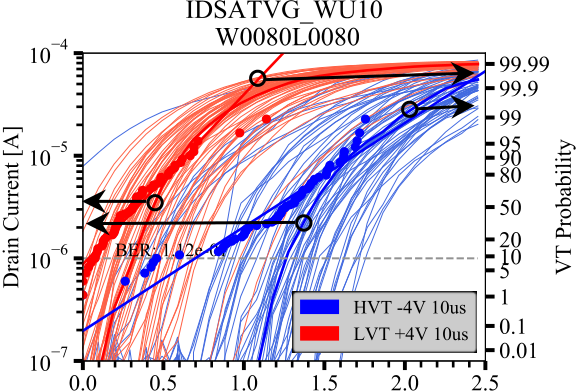 IDSATVG_WU10
W0080L0080
10⁻⁴
10⁻⁵
10⁻⁶
10⁻⁷
Drain Current [A]
99.99
99.9
99
95
90
80
50
20
10
5
1
0.1
0.01
VT Probability
BER: 1.12e
HVT -4V 10us
LVT +4V 10us
0.0 0.5 1.0 1.5 2.0 2.5